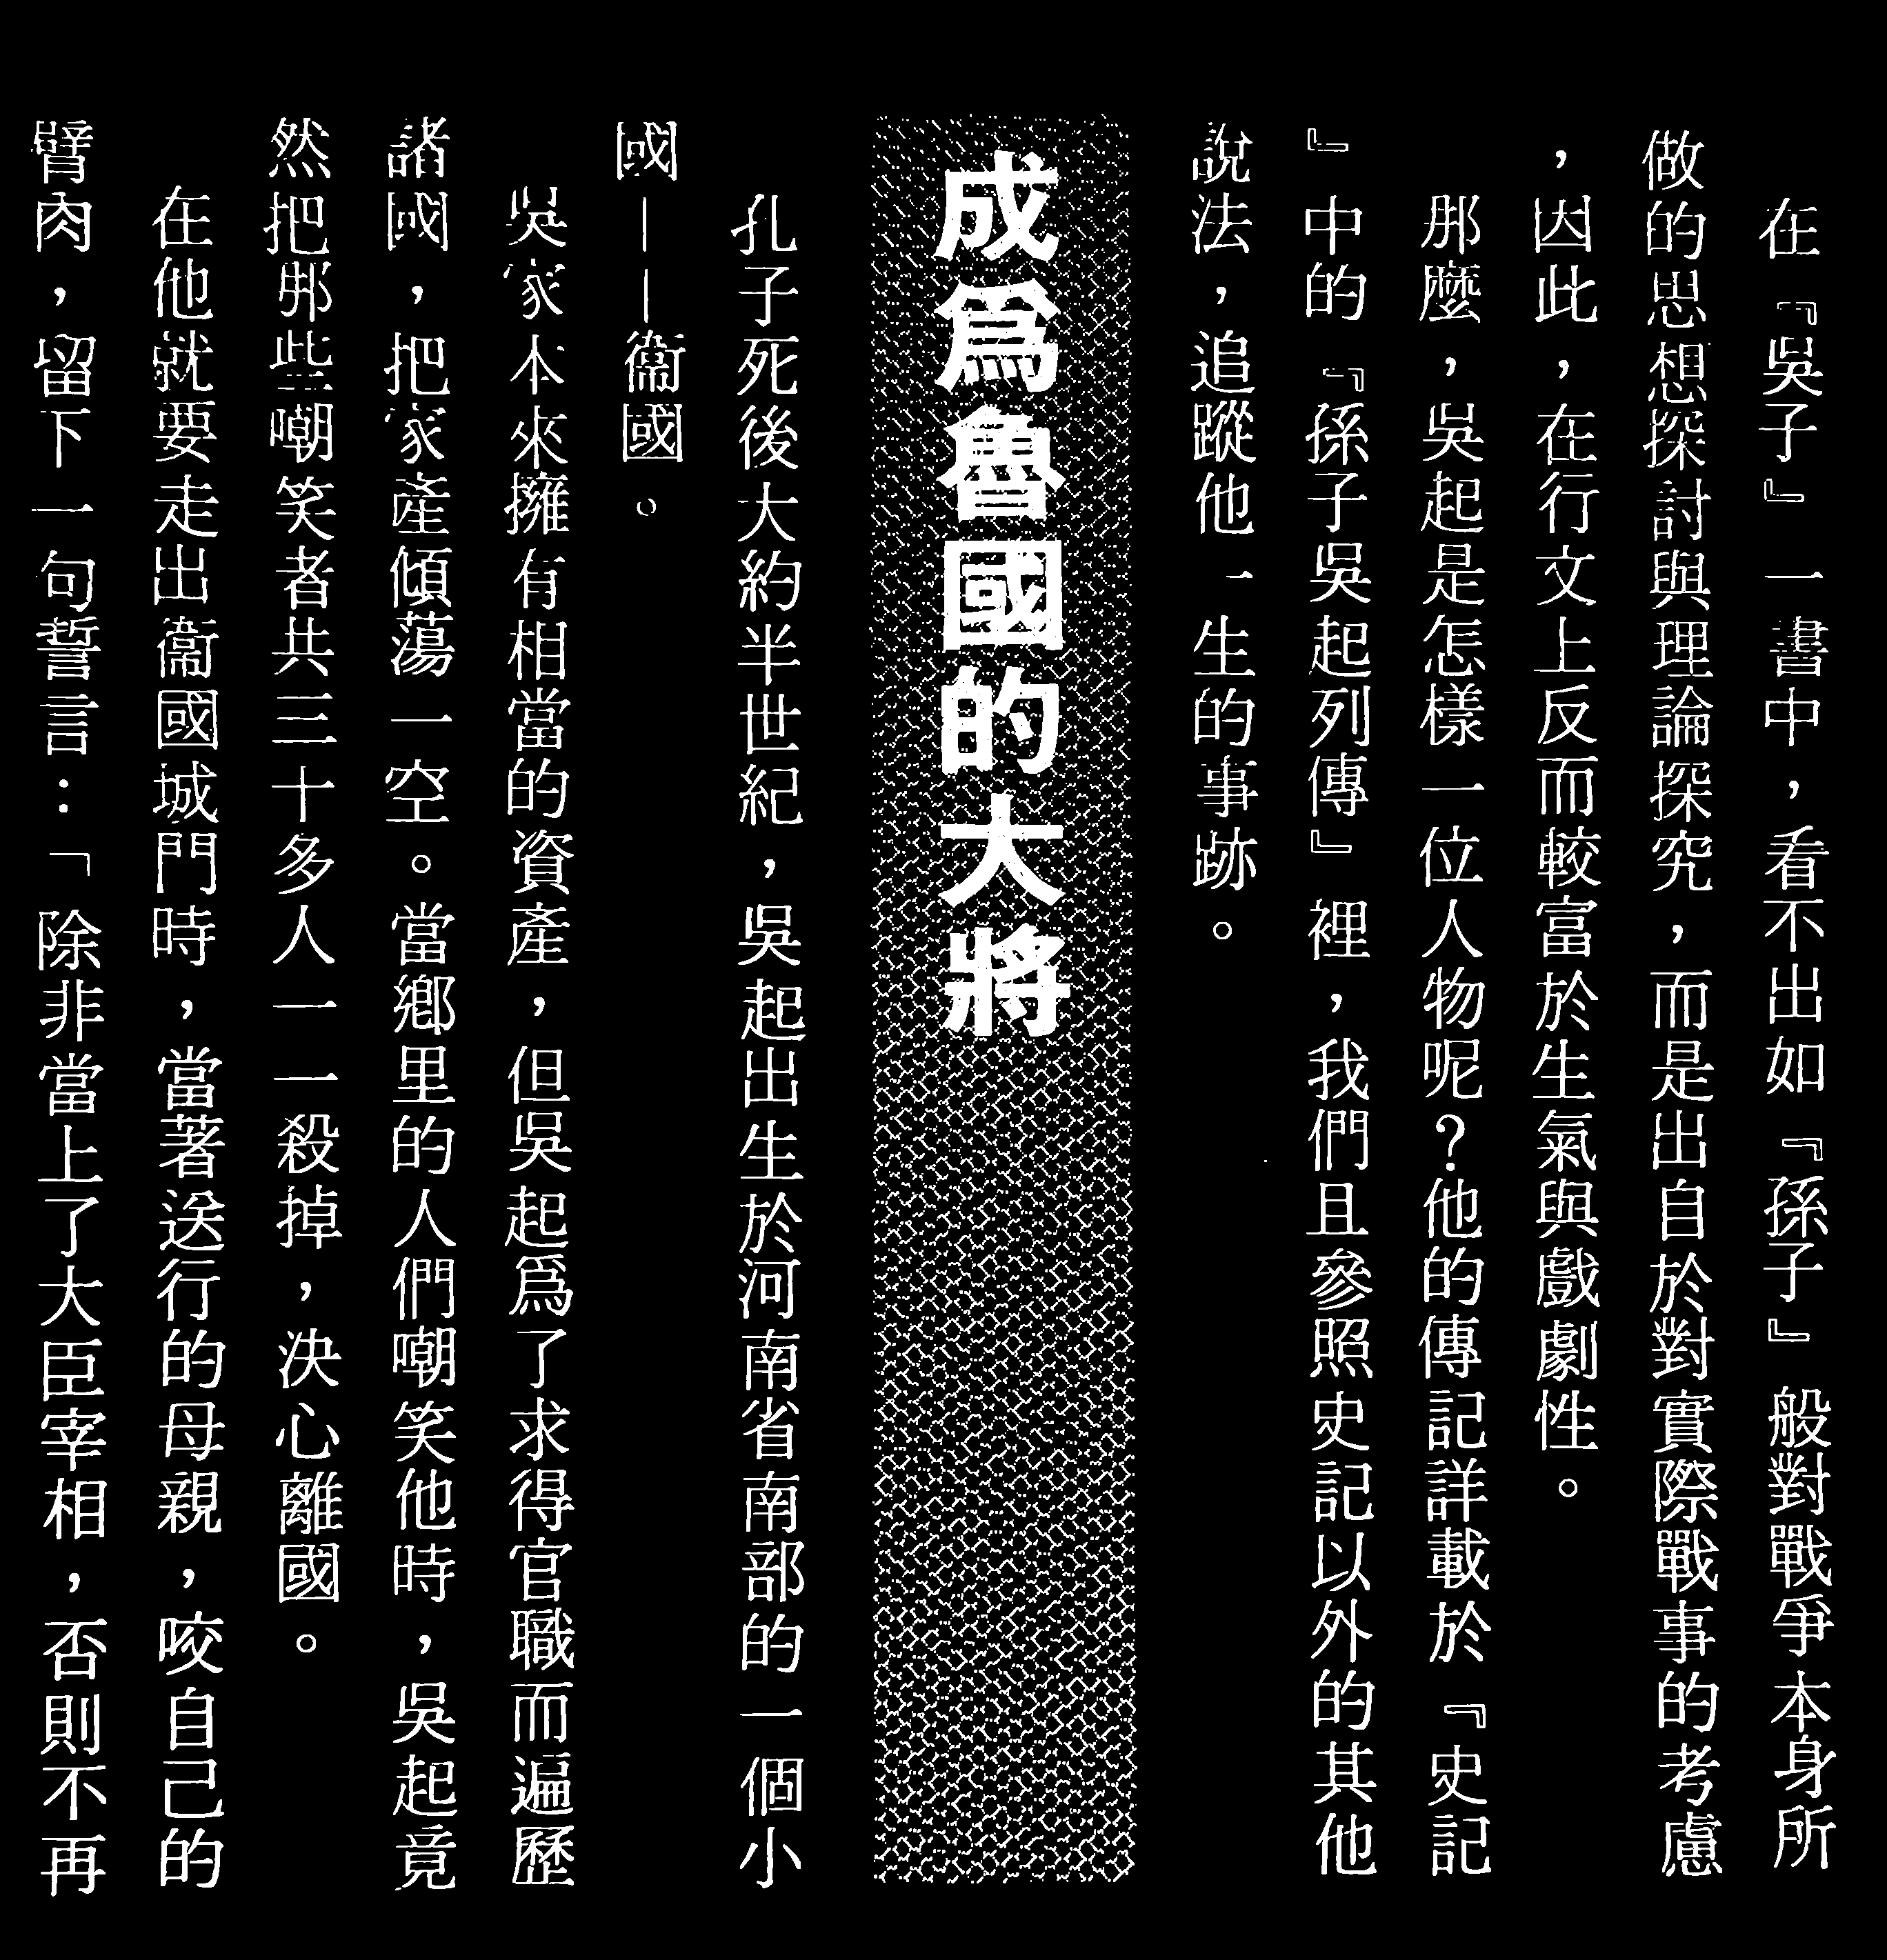 在『吳子』一書中，看不出如『孫子』般對戰爭本身所
做的思想探討與理論探究，而是出自於對實際戰事的考慮
，因此，在行文上反而較富於生氣與戲劇性。
那麼，吳起是怎樣一位人物呢？他的傳記詳載於『史記
』中的『孫子吳起列傳』裡，我們且參照史記以外的其他
說法，追蹤他一生的事跡。
成爲魯國的大將
孔子死後大約半世紀，吳起出生於河南省南部的一個小
國——衞國。
吳家本來擁有相當的資產，但吳起爲了求得官職而遍歷
諸國，把家產傾蕩一空。當鄉里的人們嘲笑他時，吳起竟
然把那些嘲笑者共三十多人一一殺掉，決心離國。
在他就要走出衞國城門時，當著送行的母親，咬自己的
臂肉，留下一句誓言：「除非當上了大臣宰相，否則不再